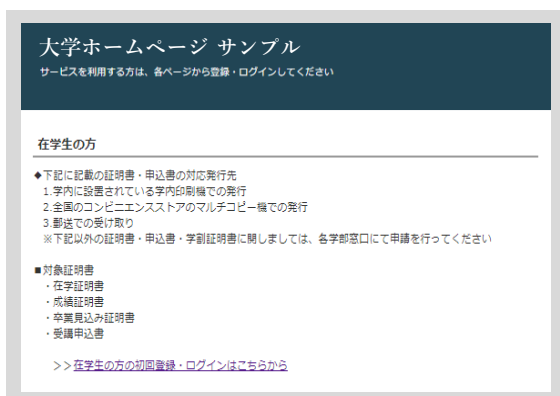 大学ホームページ サンプル
サービスを利用する方は、各ページから登録・ログインしてください
在学生の方
◆下記に記載の証明書・申込書の対応発行先
1.学内に設置されている学内印刷機での発行
2.全国のコンビニエンスストアのマルチコピー機での発行
3.郵送での受け取り
※下記以外の証明書・申込書・学割証明書に関しましては、各学部窓口にて申請を行ってください
■対象証明書
・在学証明書
・成績証明書
・卒業見込み証明書
・受講申込書
>>在学生の方の初回登録・ログインはこちらから